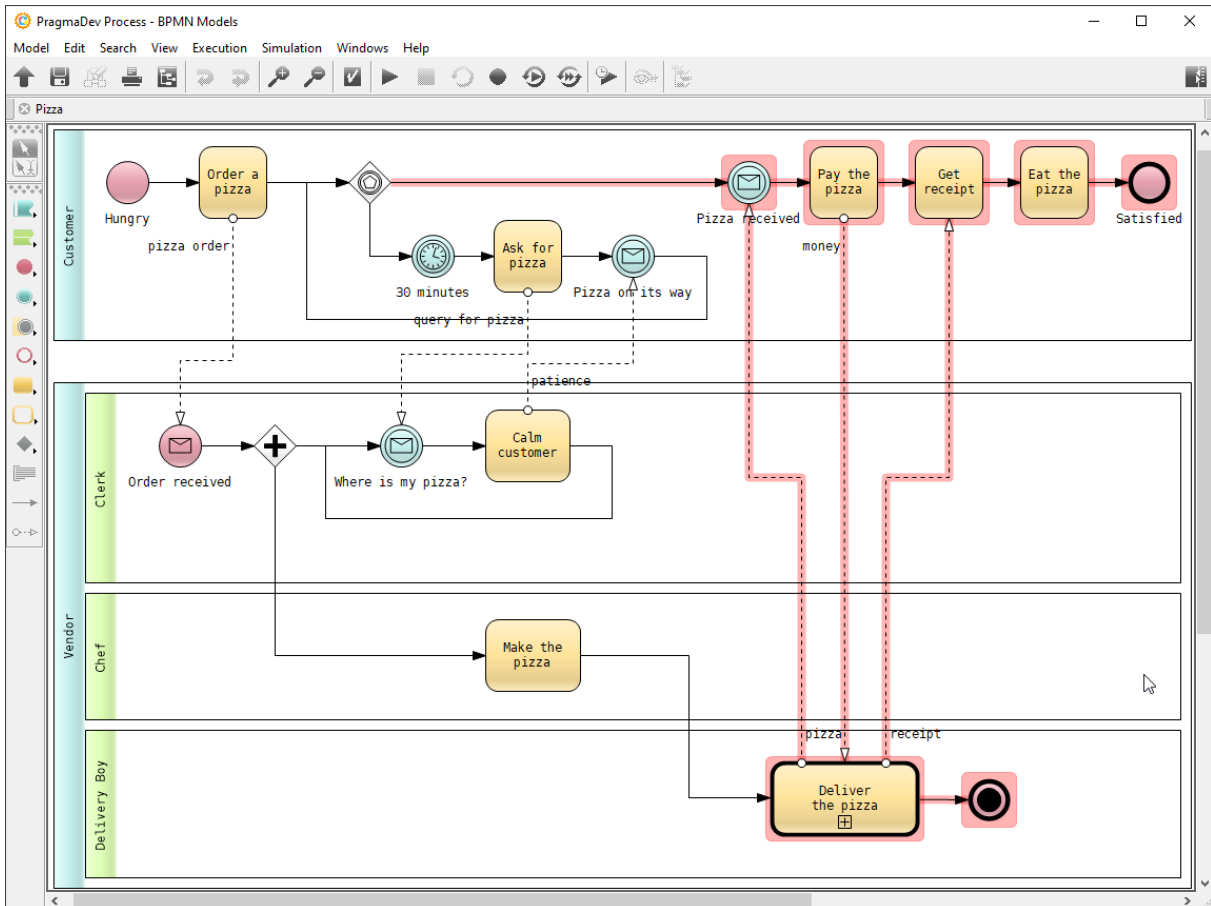 PragmaDev Process - BPMN Models
Model Edit Search View Execution Simulation Windows Help
Pizza
Customer
Hungry
Order a
pizza
pizza order
30 minutes
Ask for
pizza
query for pizza
Pizza on its way
Pizza received
Pay the
pizza
money
Get
receipt
Eat the
pizza
Satisfied
Vendor
Clerk
Order received
Where is my pizza?
patience
Calm
customer
Chef
Make the
pizza
Delivery Boy
pizza
receipt
Deliver
the pizza